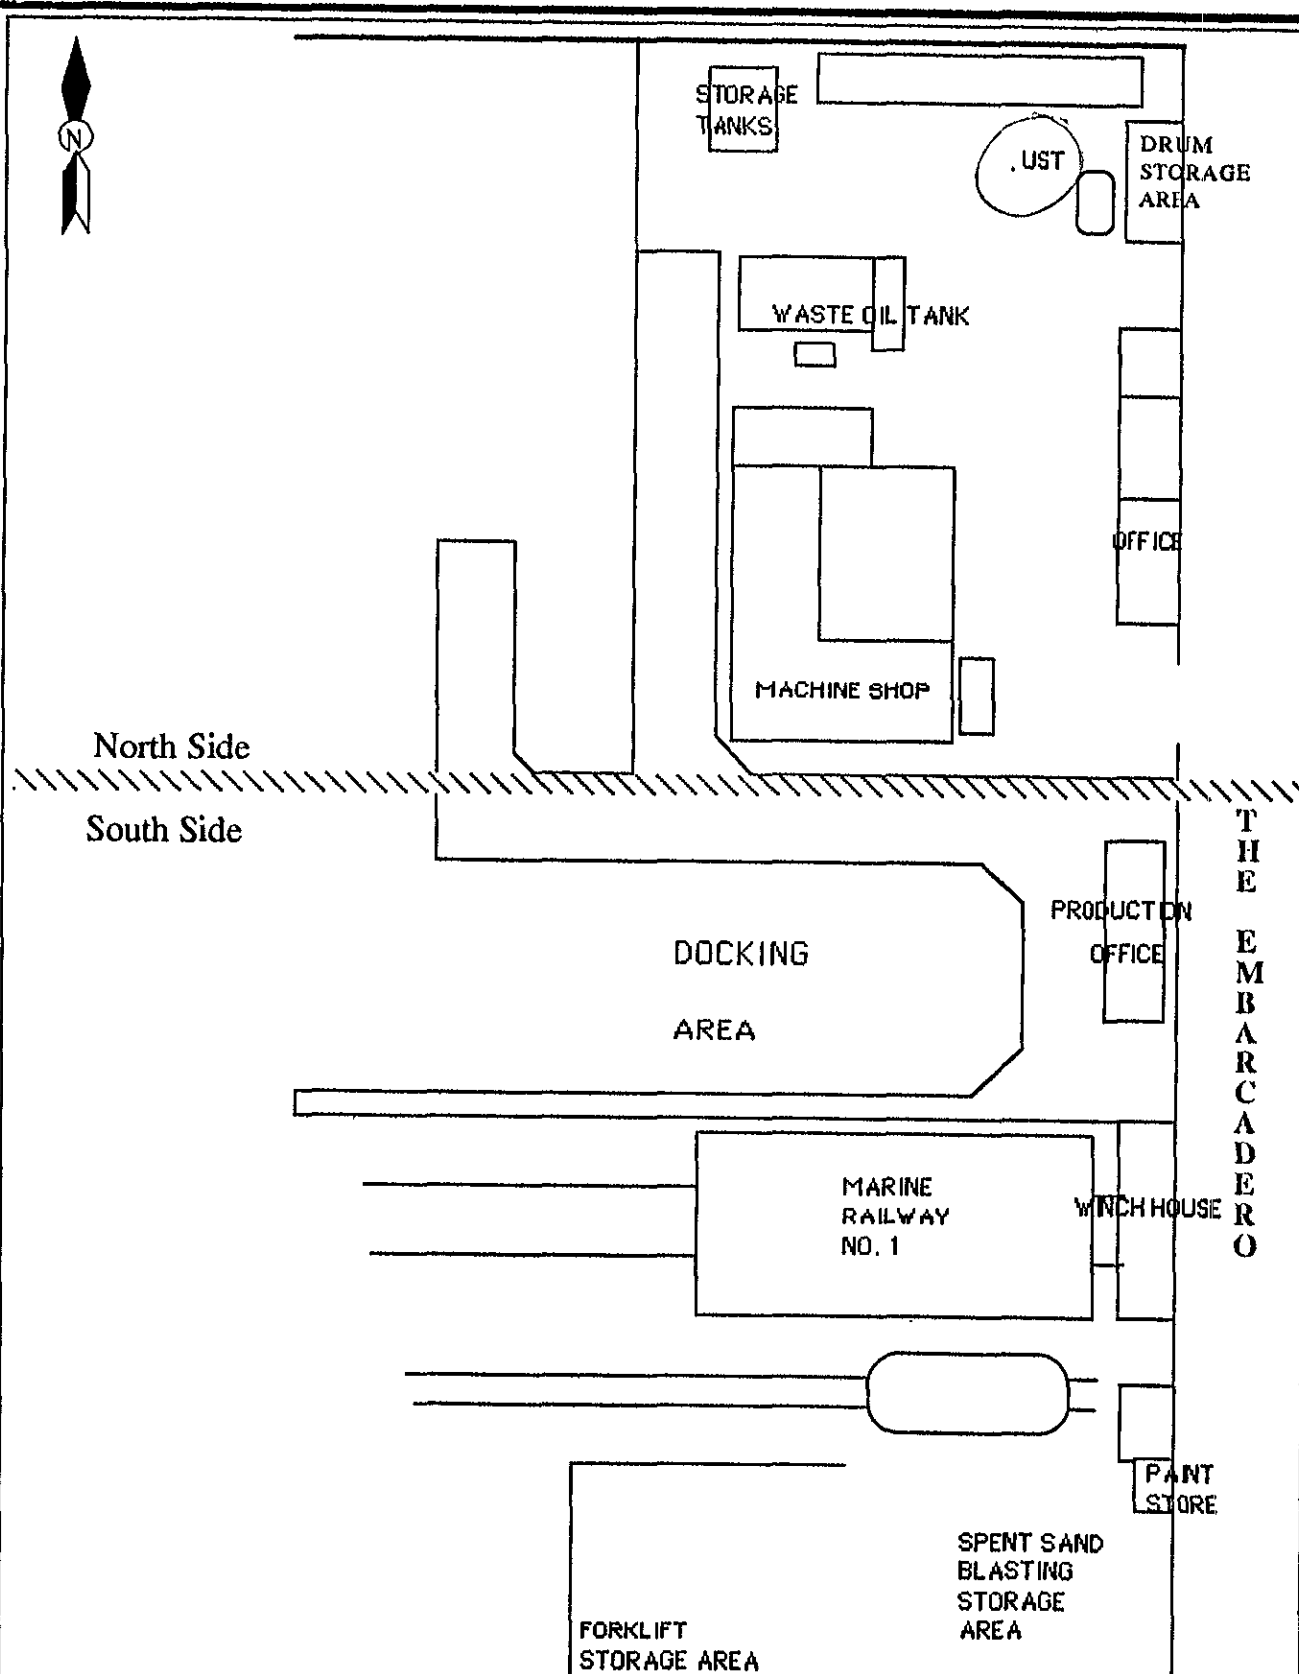 N
STORAGE
TANKS
. UST
DRUM
STORAGE
AREA
WASTE OIL TANK
OFFICE
MACHINE SHOP
North Side
South Side
THE EMBARCADERO
PRODUCTION
OFFICE
DOCKING
AREA
MARINE
RAILWAY
NO. 1
WINCH HOUSE
PAINT
STORE
SPENT SAND
BLASTING
STORAGE
AREA
FORKLIFT
STORAGE AREA